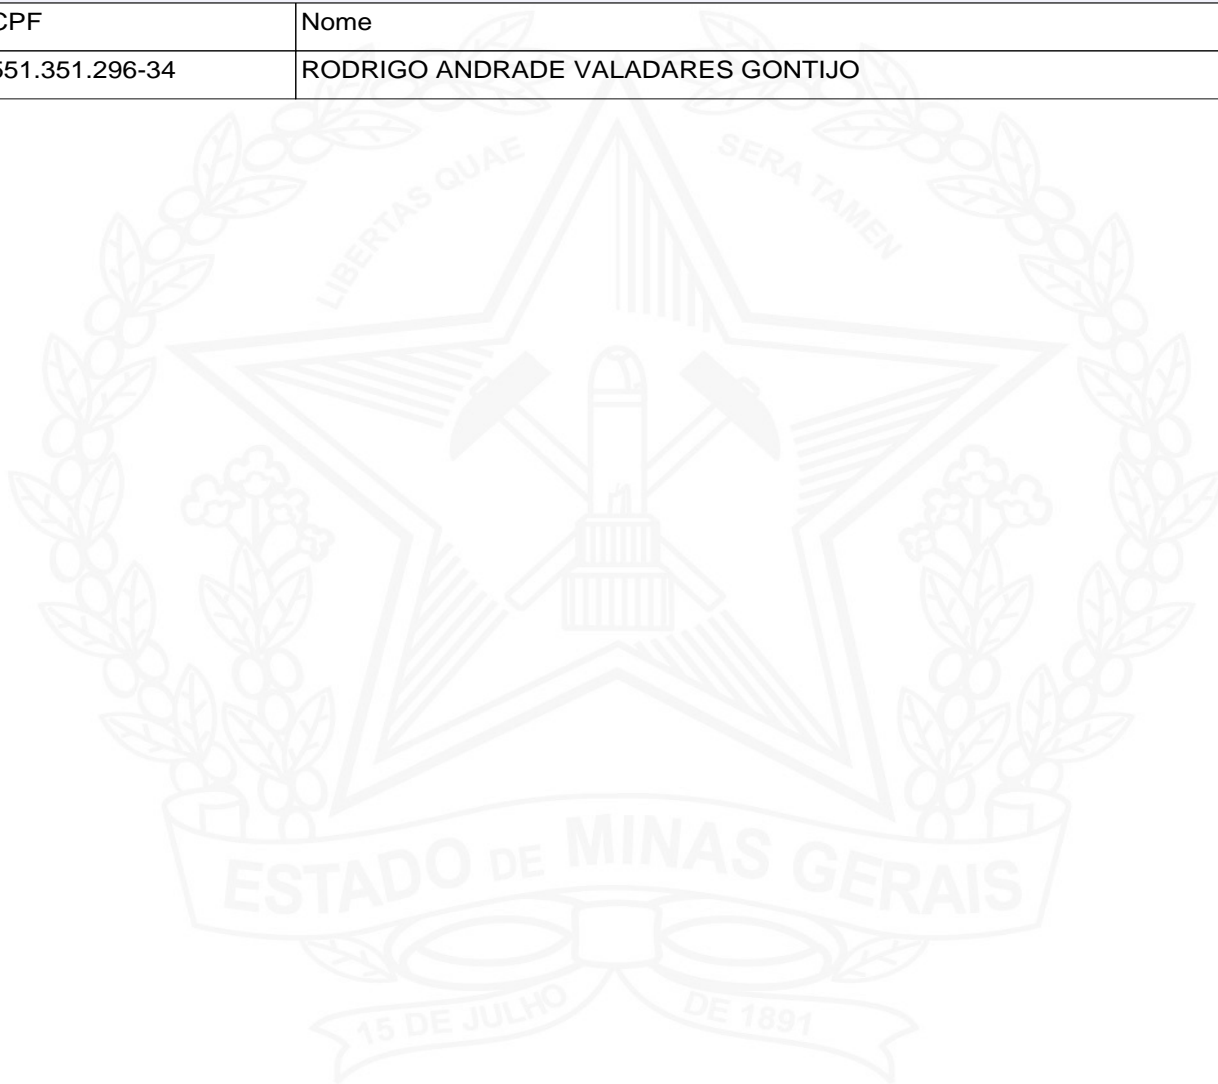 CPF Nome
551.351.296-34 RODRIGO ANDRADE VALADARES GONTIJO
LIBERTAS QUAE SERA TAMEN
ESTADO DE MINAS GERAIS
15 DE JULHO DE 1891